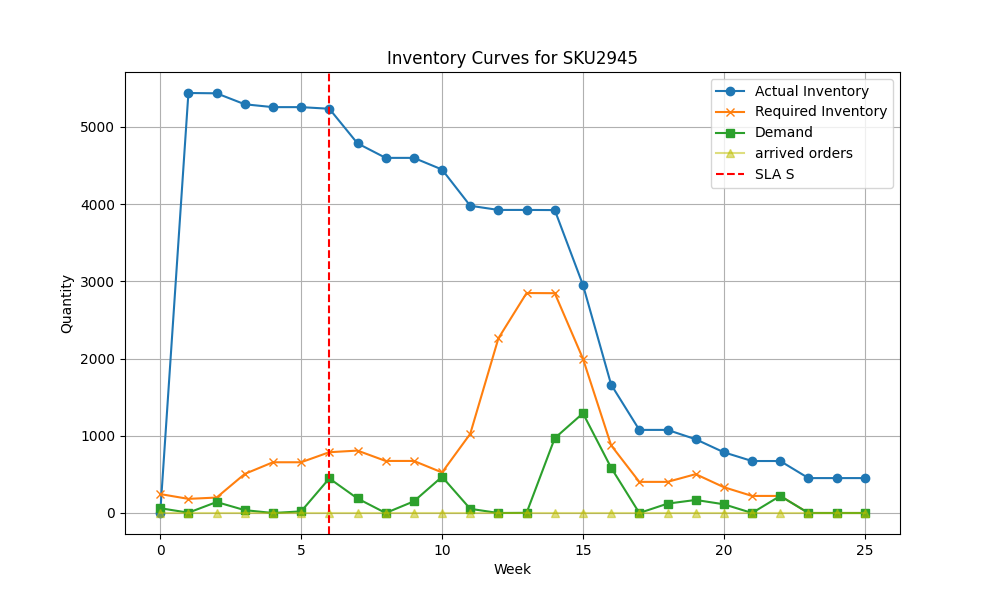 Inventory Curves for SKU2945
Actual Inventory
Required Inventory
Demand
arrived orders
SLA S
Quantity
5000
4000
3000
2000
1000
0
0 5 10 15 20 25
Week